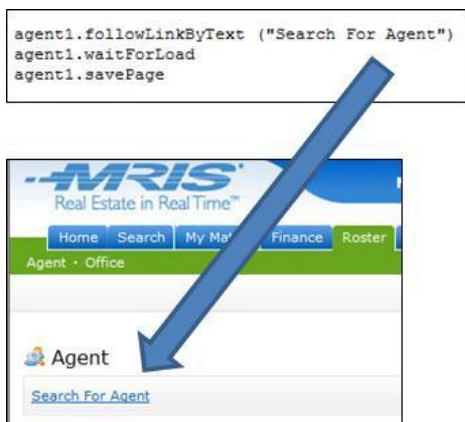 agent1.followLinkByText ("Search For Agent")
agent1.waitForLoad
agent1.savePage
MRIS
Real Estate in Real Time™
Home Search My Finance Roster
Agent · Office
Agent
Search For Agent